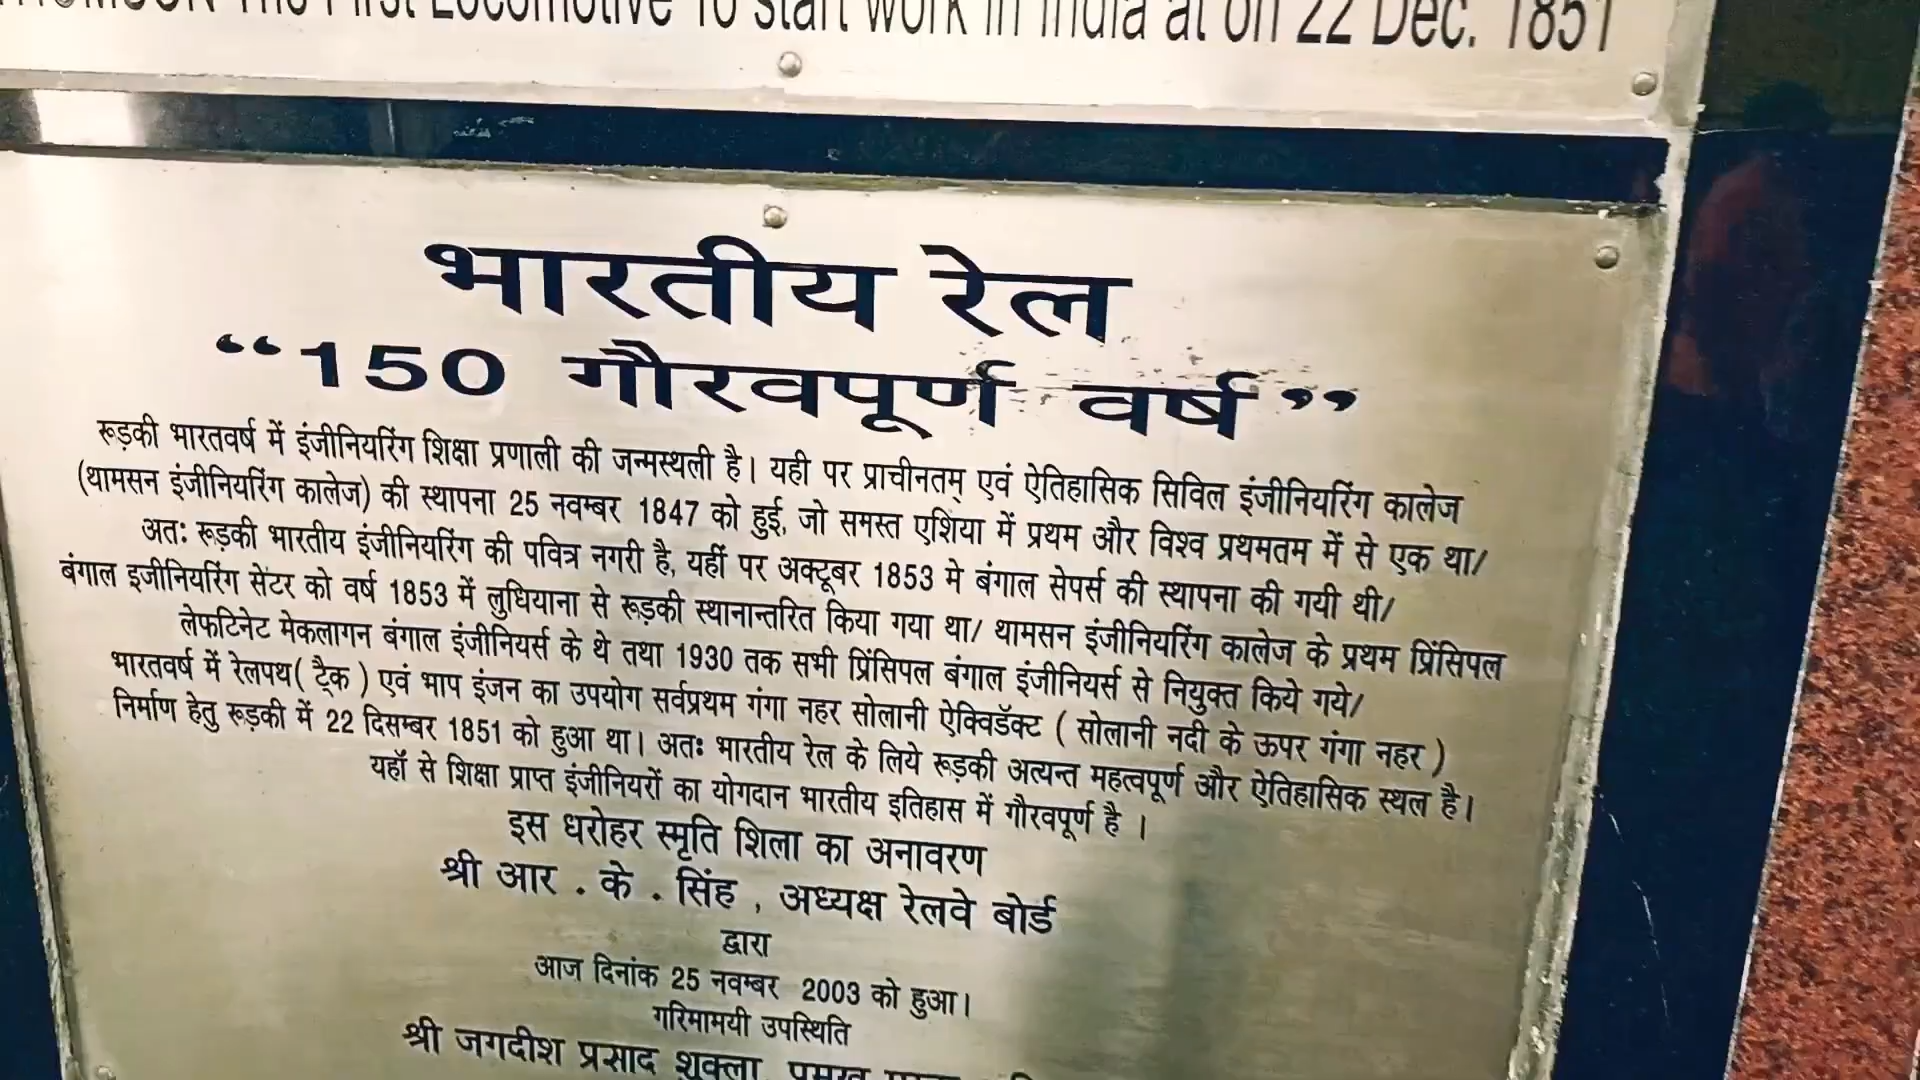 The First Locomotive To start work in India at on 22 Dec. 1851
भारतीय रेल
“150 गौरवपूर्ण वर्ष”
रूड़की भारतवर्ष में इंजीनियरिंग शिक्षा प्रणाली की जन्मस्थली है। यही पर प्राचीनतम् एवं ऐतिहासिक सिविल इंजीनियरिंग कालेज
(थामसन इंजीनियरिंग कालेज) की स्थापना 25 नवम्बर 1847 को हुई, जो समस्त एशिया में प्रथम और विश्व प्रथमतम में से एक था/
अतः रूड़की भारतीय इंजीनियरिंग की पवित्र नगरी है, यहीं पर अक्टूबर 1853 मे बंगाल सेपर्स की स्थापना की गयी थी/
बंगाल इजीनियरिंग सेंटर को वर्ष 1853 में लुधियाना से रूड़की स्थानान्तरित किया गया था/ थामसन इंजीनियरिंग कालेज के प्रथम प्रिंसिपल
लेफटिनेट मेकलागन बंगाल इंजीनियर्स के थे तथा 1930 तक सभी प्रिंसिपल बंगाल इंजीनियर्स से नियुक्त किये गये/
भारतवर्ष में रेलपथ( ट्रैक ) एवं भाप इंजन का उपयोग सर्वप्रथम गंगा नहर सोलानी ऐक्विडॅक्ट ( सोलानी नदी के ऊपर गंगा नहर )
निर्माण हेतु रूड़की में 22 दिसम्बर 1851 को हुआ था। अतः भारतीय रेल के लिये रूड़की अत्यन्त महत्वपूर्ण और ऐतिहासिक स्थल है।
यहॉ से शिक्षा प्राप्त इंजीनियरों का योगदान भारतीय इतिहास में गौरवपूर्ण है ।
इस धरोहर स्मृति शिला का अनावरण
श्री आर . के . सिंह , अध्यक्ष रेलवे बोर्ड
द्वारा
आज दिनांक 25 नवम्बर 2003 को हुआ।
गरिमामयी उपस्थिति
श्री जगदीश प्रसाद शुक्ला,